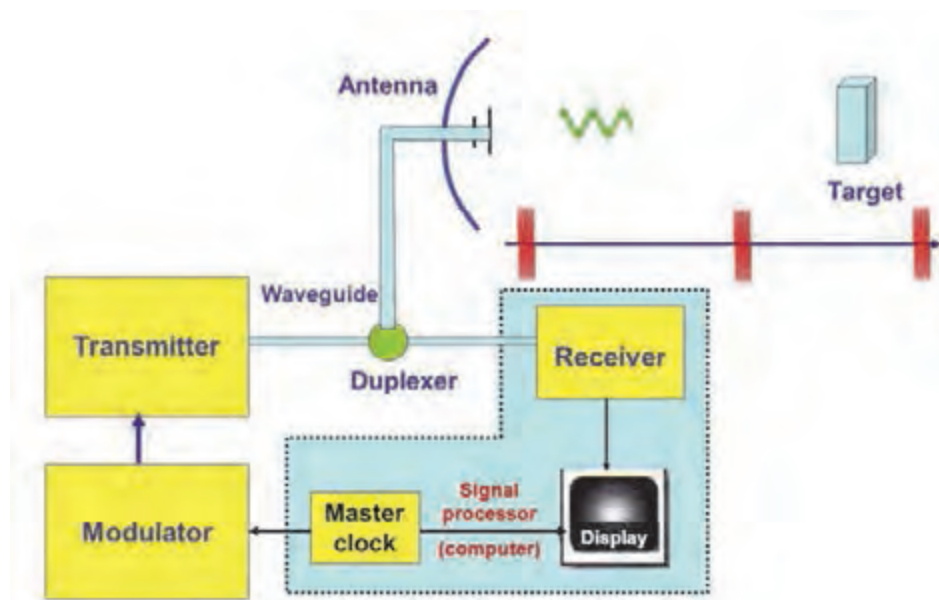 Antenna
Target
Waveguide
Transmitter
Duplexer
Receiver
Modulator
Master
clock
Signal
processor
(computer)
Display